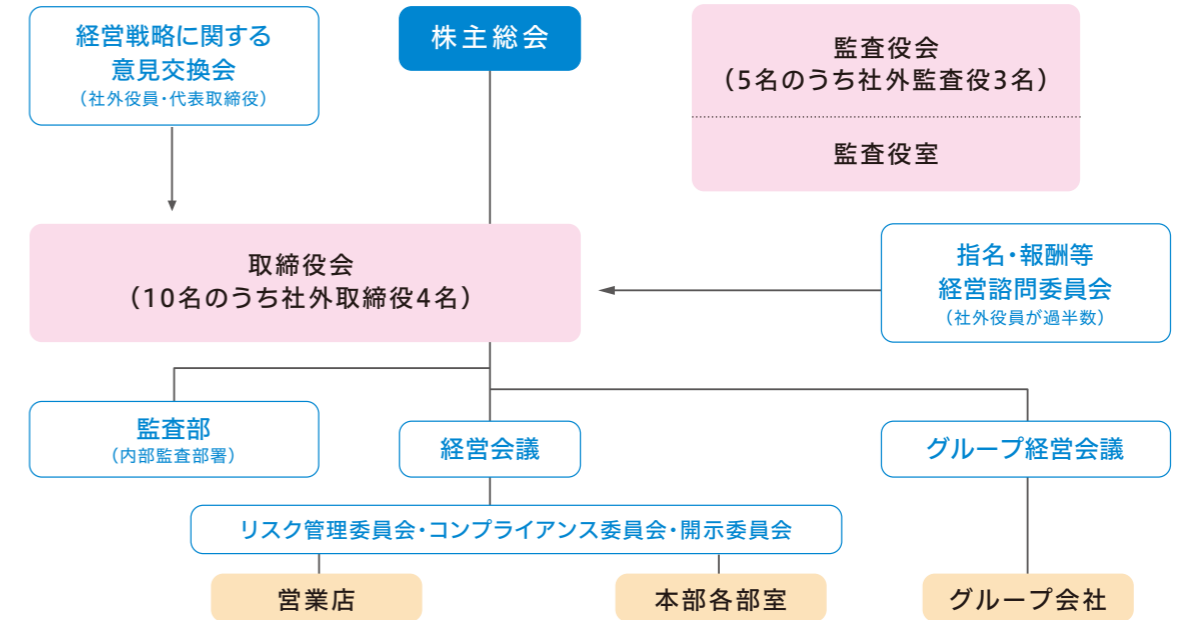 経営戦略に関する
意見交換会
（社外役員・代表取締役）
株主総会
監査役会
（5名のうち社外監査役3名）
監査役室
取締役会
（10名のうち社外取締役4名）
指名・報酬等
経営諮問委員会
（社外役員が過半数）
監査部
（内部監査部署）
経営会議
グループ経営会議
リスク管理委員会・コンプライアンス委員会・開示委員会
営業店
本部各部室
グループ会社